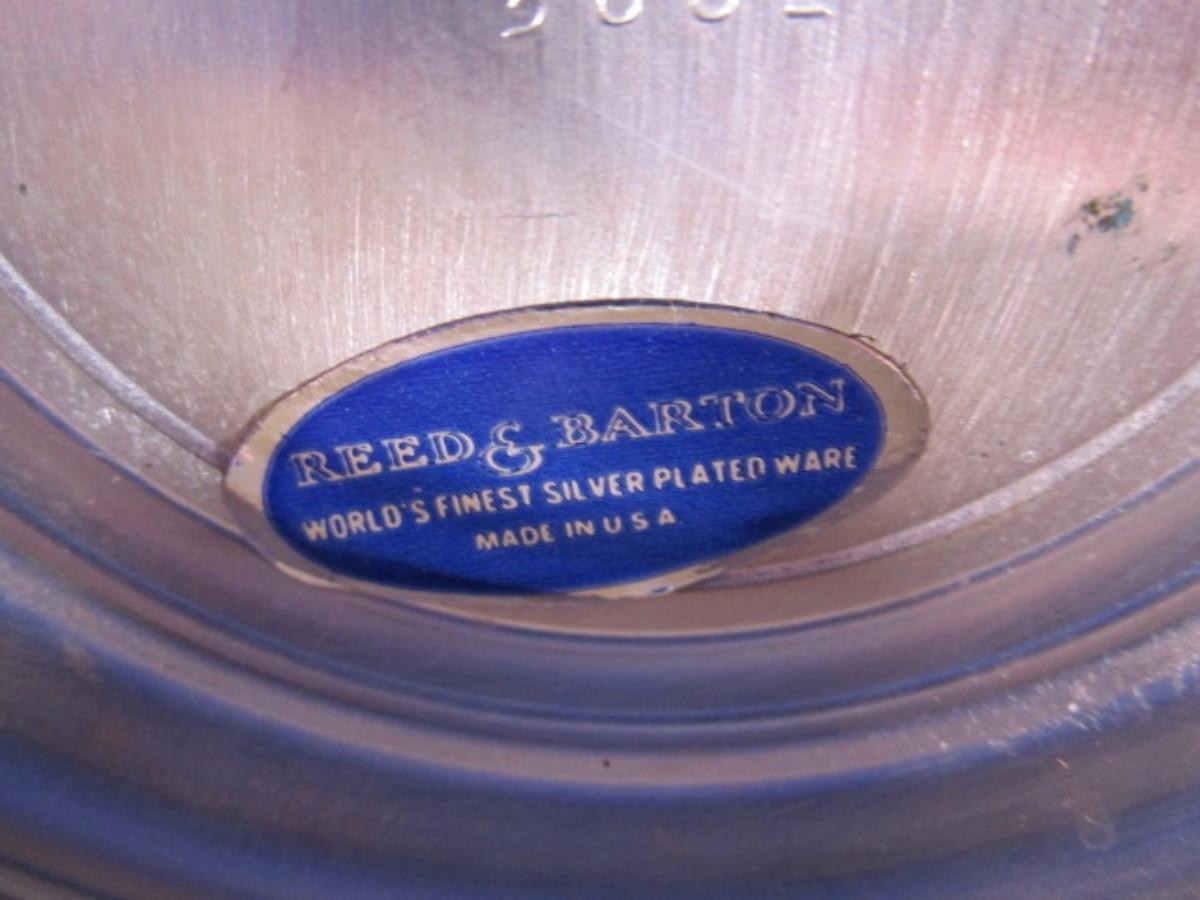 REED & BARTON
WORLD'S FINEST SILVER PLATED WARE
MADE IN U S A